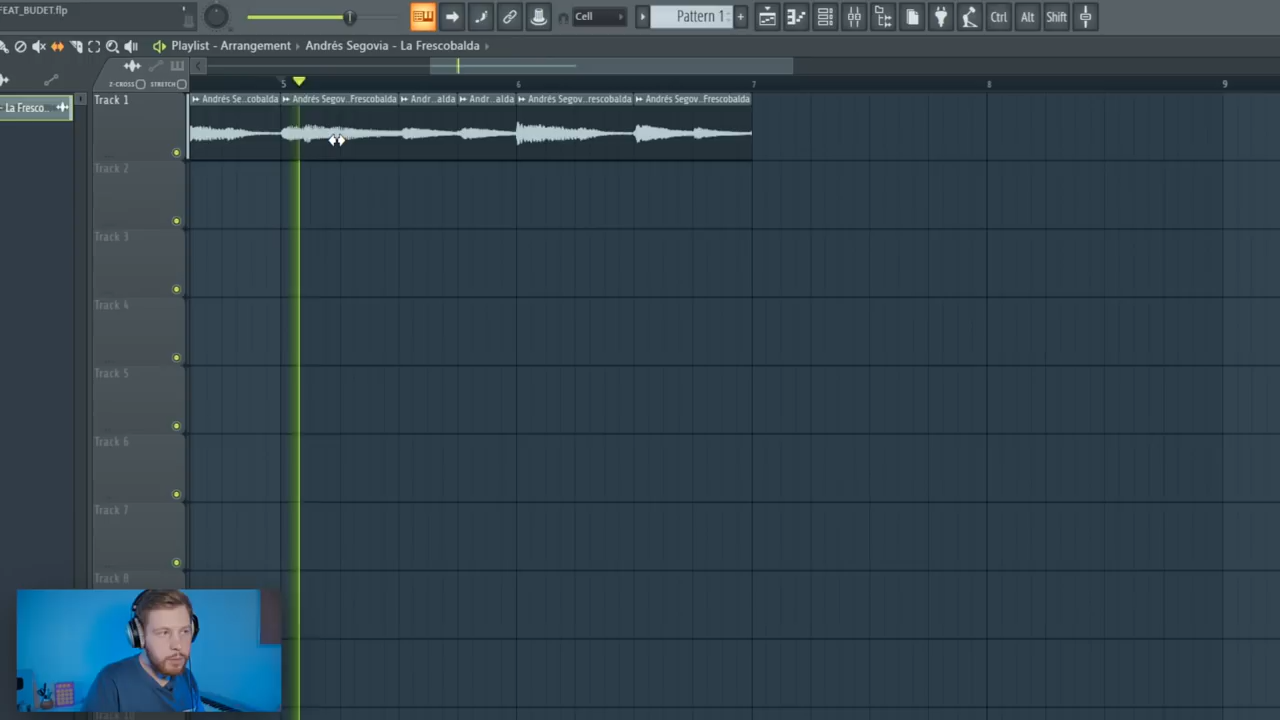 FEAT_BUDET.flp
Cell
Pattern 1
+
Ctrl
Alt
Shift
Playlist - Arrangement › Andrés Segovia - La Frescobalda ›
Z-CROSS
STRETCH
5
6
7
8
9
- La Fresco..
Track 1
Andrés Se..cobalda
Andrés Segov..Frescobalda
Andr...alda
Andr...alda
Andrés Segov...rescobalda
Andrés Segov..Frescobalda
Track 2
Track 3
Track 4
Track 5
Track 6
Track 7
Track 8